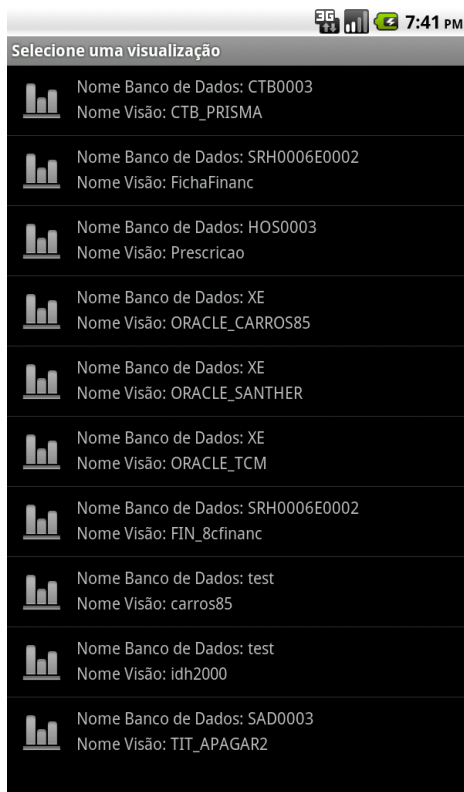 3G 7:41 PM
Selecione uma visualização
Nome Banco de Dados: CTB0003
Nome Visão: CTB_PRISMA
Nome Banco de Dados: SRH0006E0002
Nome Visão: FichaFinanc
Nome Banco de Dados: HOS0003
Nome Visão: Prescricao
Nome Banco de Dados: XE
Nome Visão: ORACLE_CARROS85
Nome Banco de Dados: XE
Nome Visão: ORACLE_SANTHER
Nome Banco de Dados: XE
Nome Visão: ORACLE_TCM
Nome Banco de Dados: SRH0006E0002
Nome Visão: FIN_8cfinanc
Nome Banco de Dados: test
Nome Visão: carros85
Nome Banco de Dados: test
Nome Visão: idh2000
Nome Banco de Dados: SAD0003
Nome Visão: TIT_APAGAR2